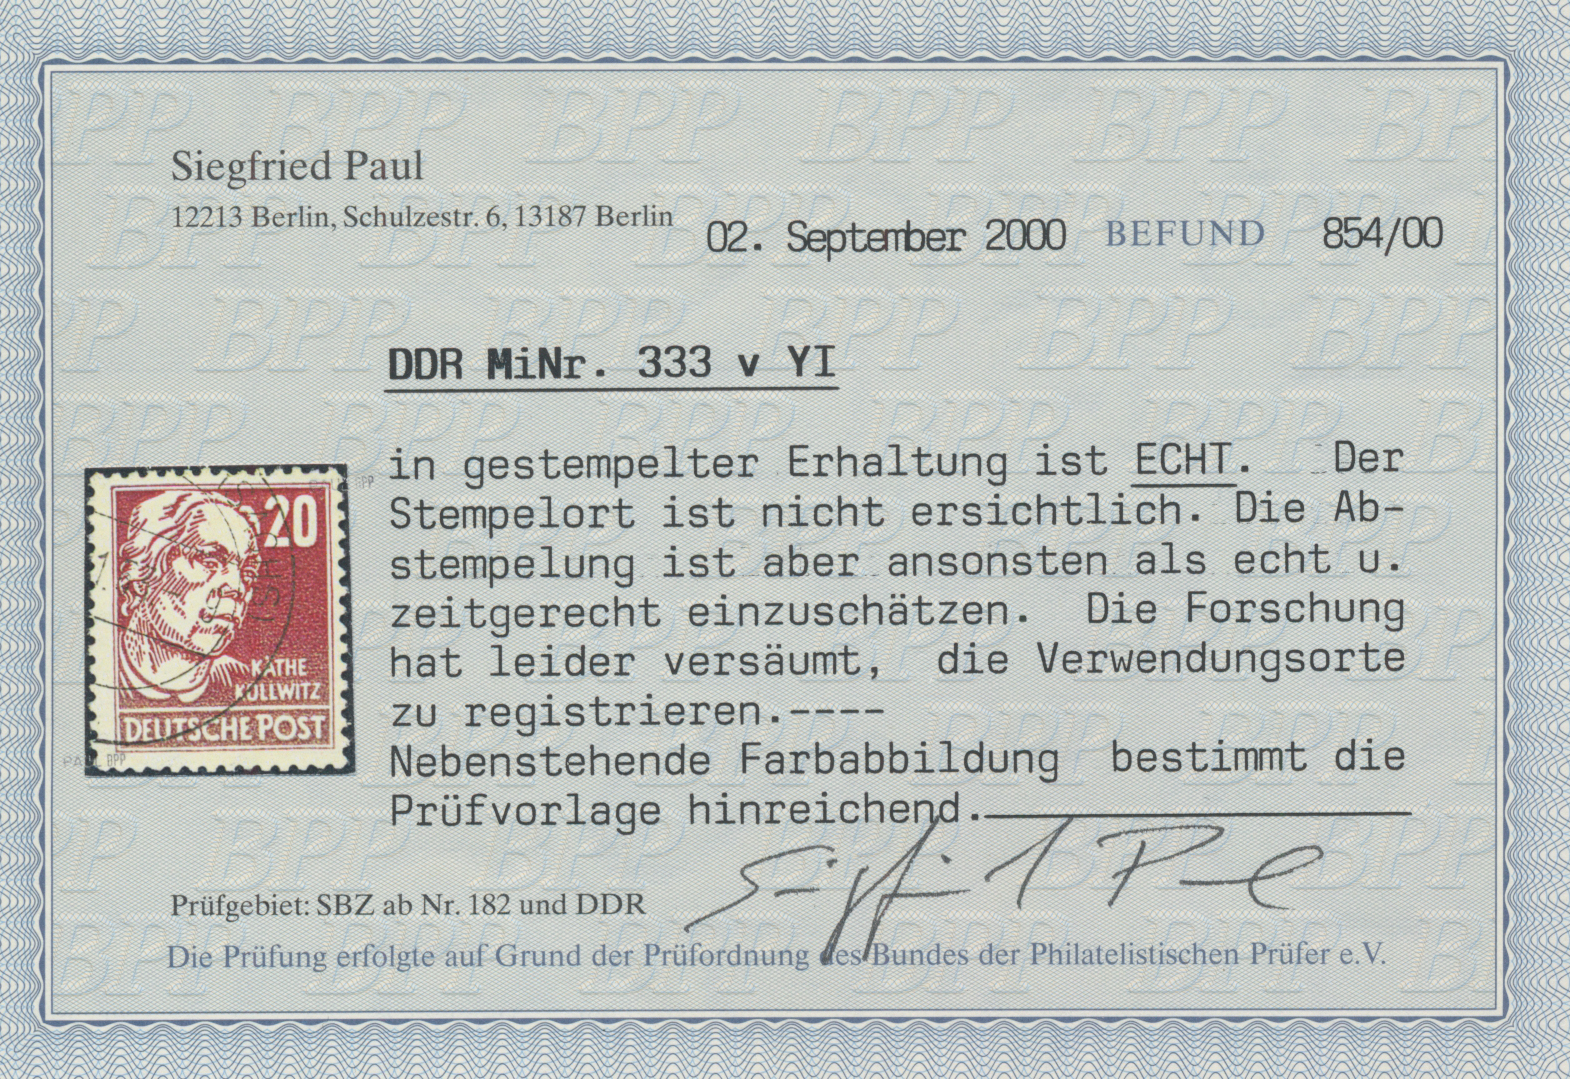 Siegfried Paul
12213 Berlin, Schulzestr. 6, 13187 Berlin
02. September 2000 BEFUND 854/00
DDR MiNr. 333 v YI
in gestempelter Erhaltung ist ECHT. Der
Stempelort ist nicht ersichtlich. Die Ab-
stempelung ist aber ansonsten als echt u.
zeitgerecht einzuschätzen. Die Forschung
hat leider versäumt, die Verwendungsorte
zu registrieren.----
Nebenstehende Farbabbildung bestimmt die
Prüfvorlage hinreichend.
20
KÄTHE
KOLLWITZ
DEUTSCHE POST
PAUL BPP
Siegfried Paul
Prüfgebiet: SBZ ab Nr. 182 und DDR
Die Prüfung erfolgte auf Grund der Prüfordnung des Bundes der Philatelistischen Prüfer e.V.